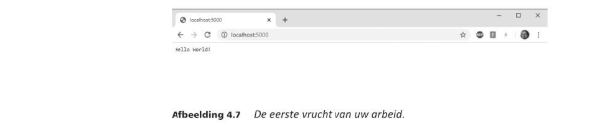 localhost:5000
localhost:5000
Hello World!
Afbeelding 4.7 De eerste vrucht van uw arbeid.